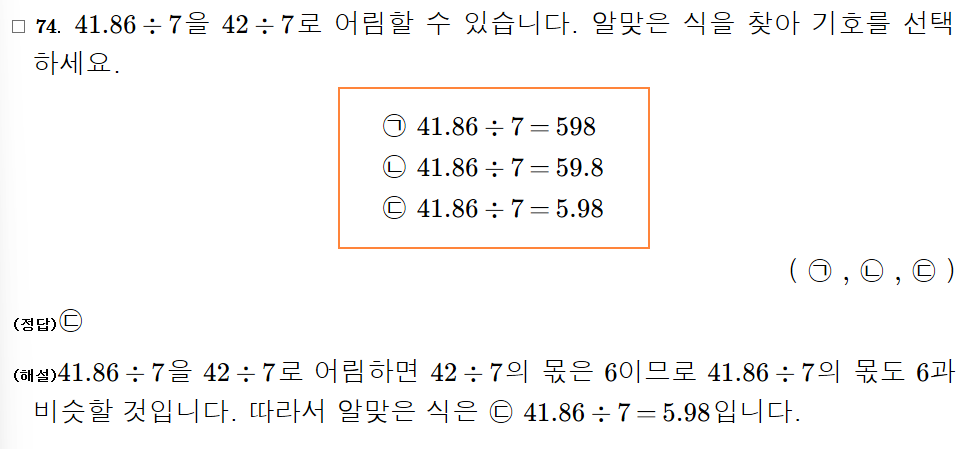 □ 74. 41.86÷7을 42÷7로 어림할 수 있습니다. 알맞은 식을 찾아 기호를 선택
하세요.
㉠ 41.86÷7=598
㉡ 41.86÷7=59.8
㉢ 41.86÷7=5.98
( ㉠ , ㉡ , ㉢ )
(정답)㉢
(해설)41.86÷7을 42÷7로 어림하면 42÷7의 몫은 6이므로 41.86÷7의 몫도 6과
비슷할 것입니다. 따라서 알맞은 식은 ㉢ 41.86÷7=5.98입니다.